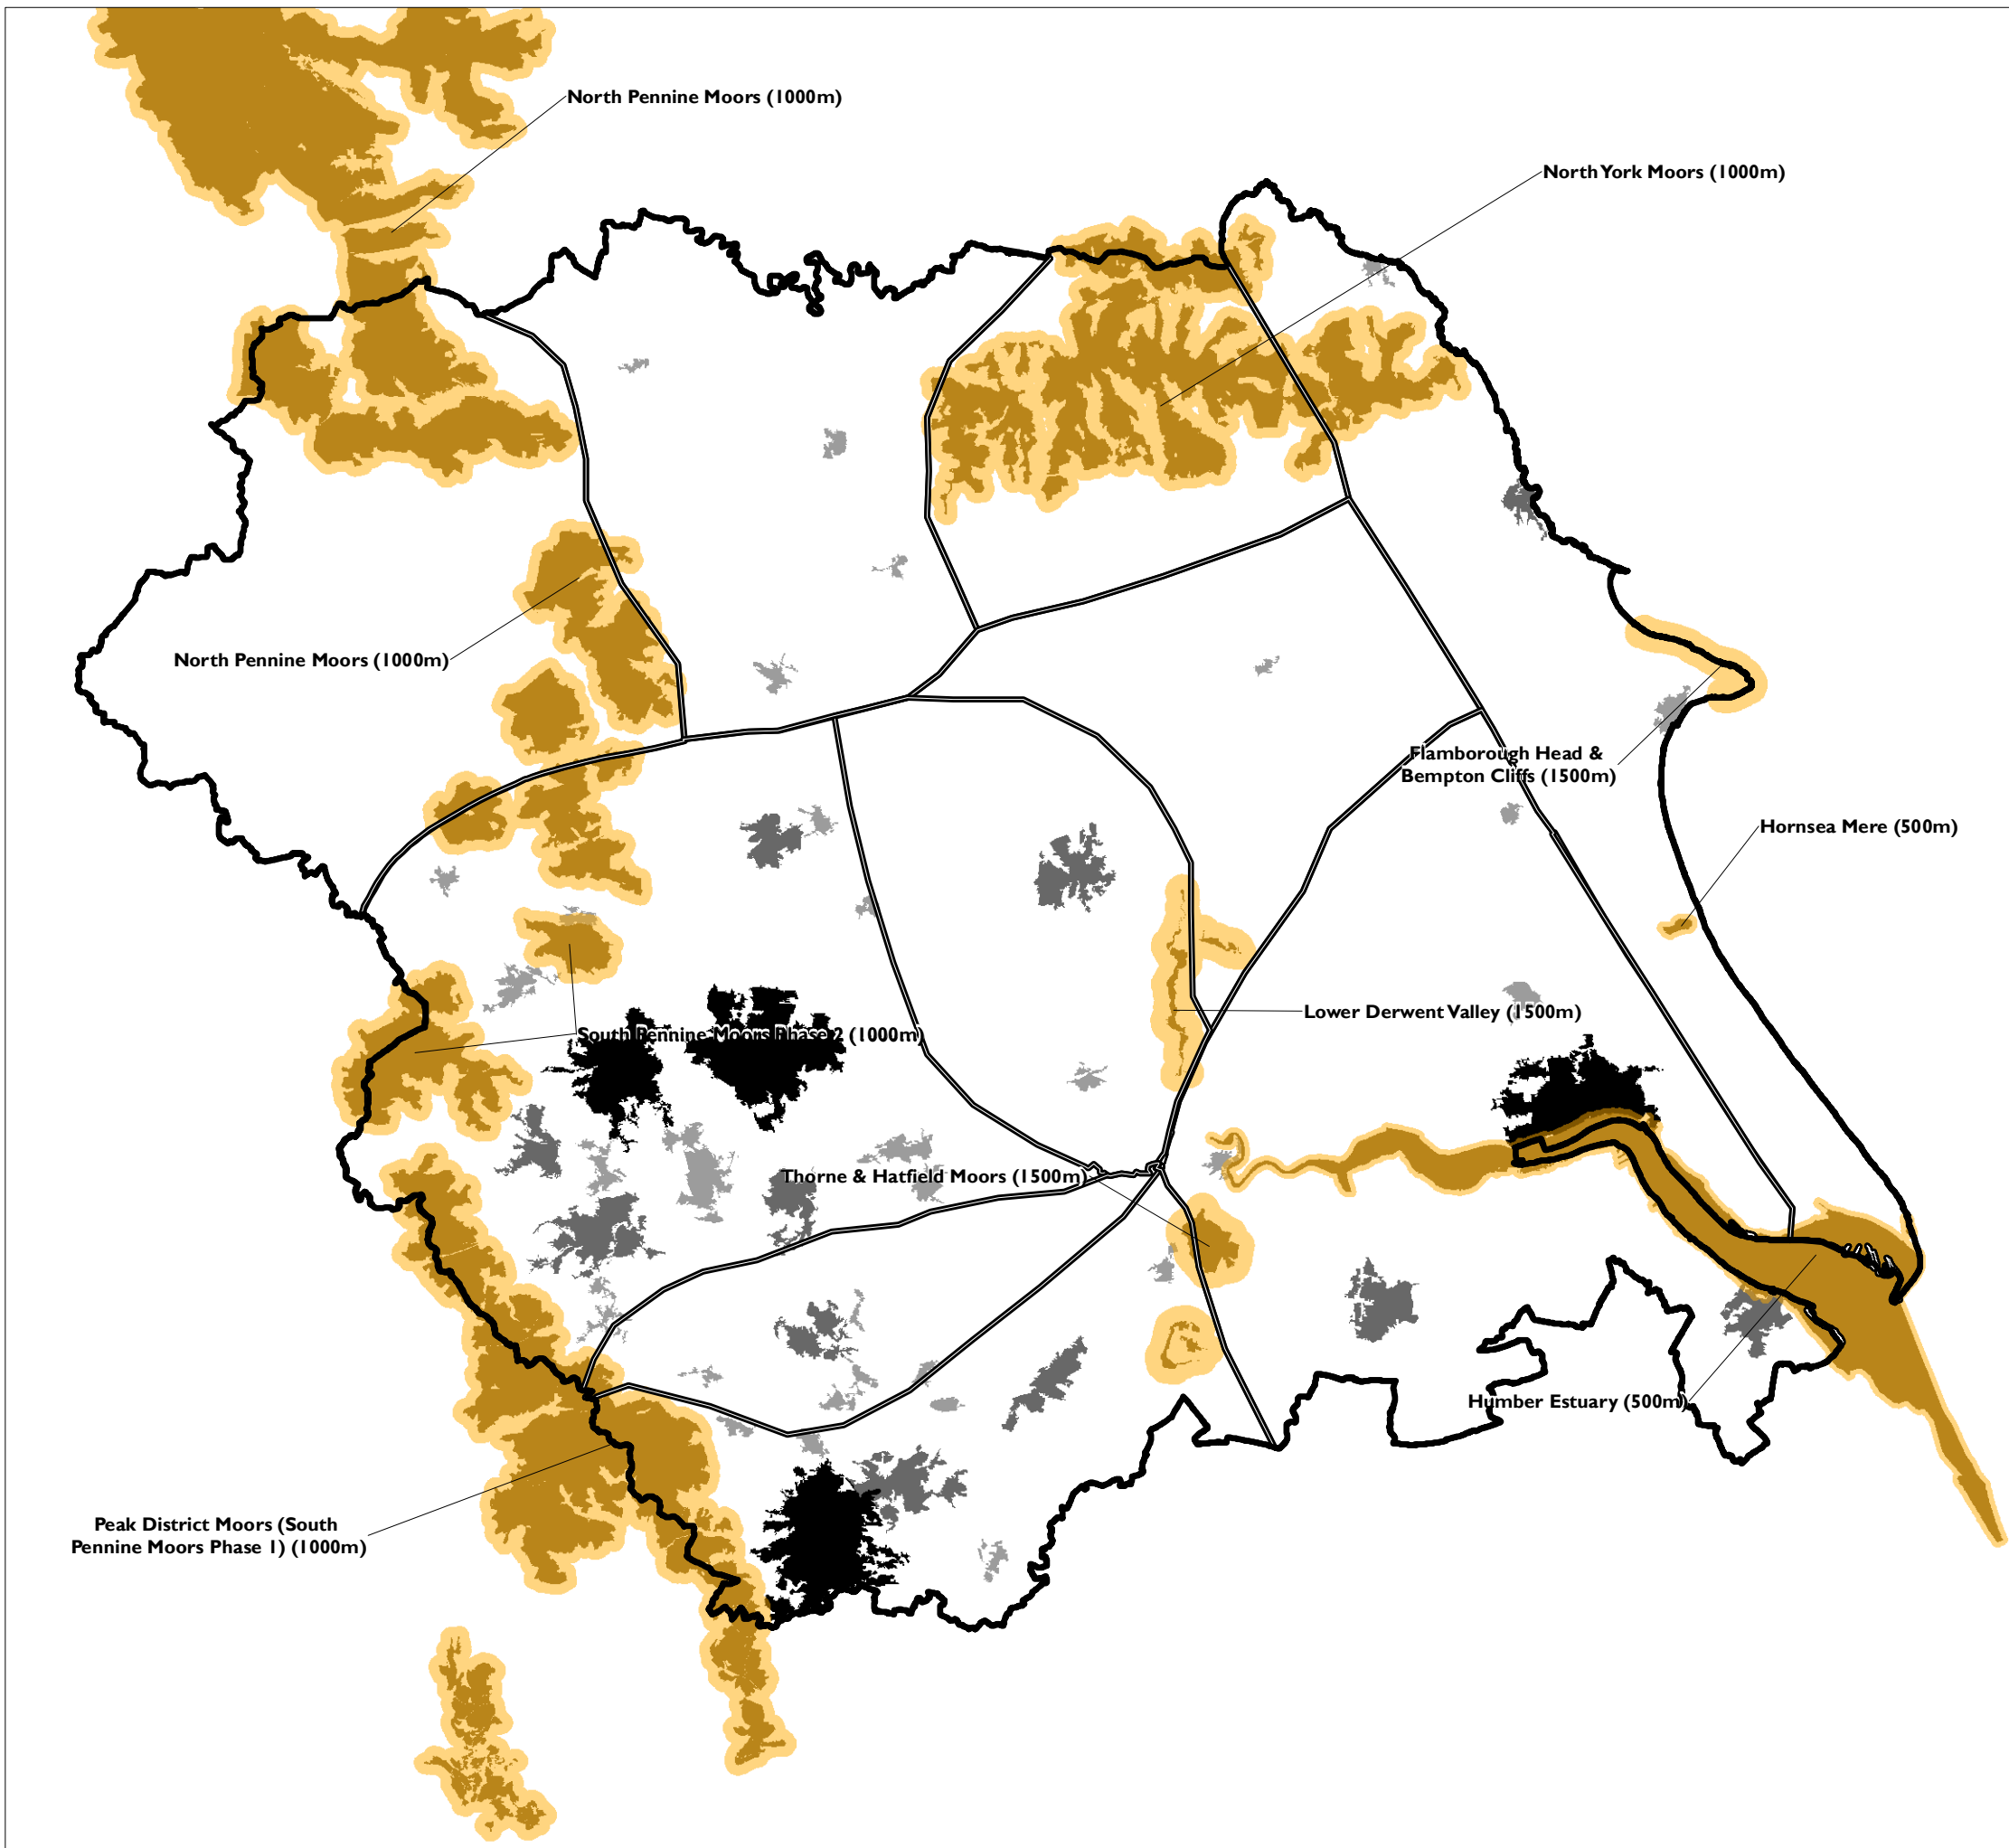 North Pennine Moors (1000m)
North York Moors (1000m)
North Pennine Moors (1000m)
Flamborough Head &
Bempton Cliffs (1500m)
Hornsea Mere (500m)
Lower Derwent Valley (1500m)
South Pennine Moors Phase 2 (1000m)
Thorne & Hatfield Moors (1500m)
Humber Estuary (500m)
Peak District Moors (South
Pennine Moors Phase 1) (1000m)